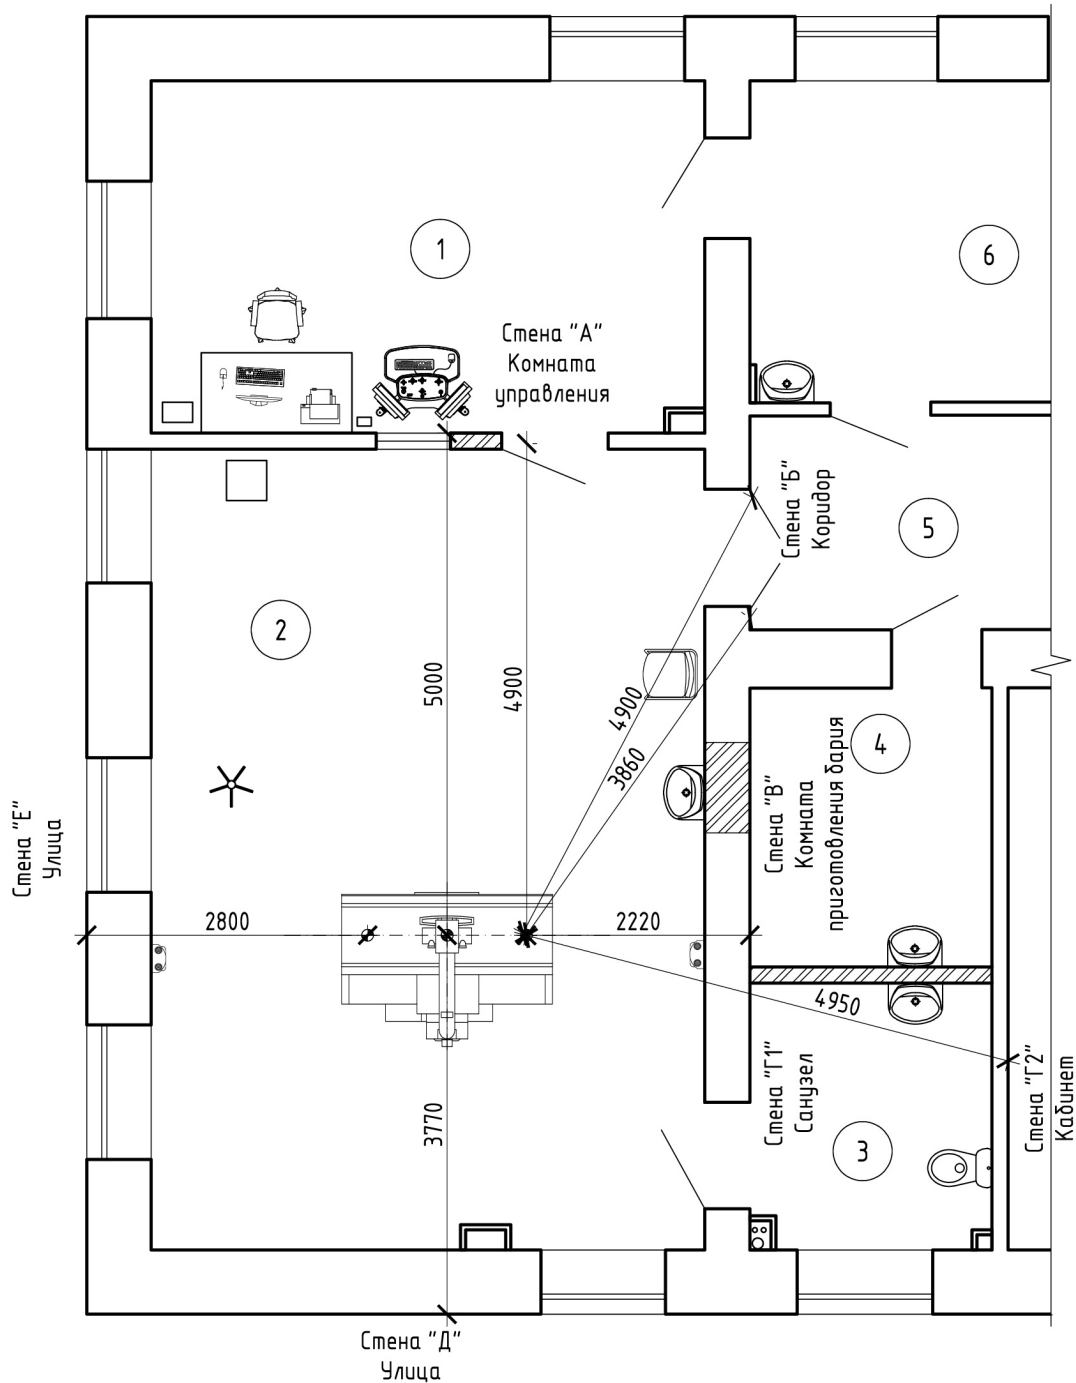 1
6
Стена "А"
Комната
управления
Стена "Б"
Коридор
5
2
5000
4900
4900
3860
4
Стена "В"
Комната
приготовления бария
Стена "Е"
Улица
2800
2220
4950
Стена "Г1"
Санузел
Стена "Г2"
Кабинет
3770
3
Стена "Д"
Улица